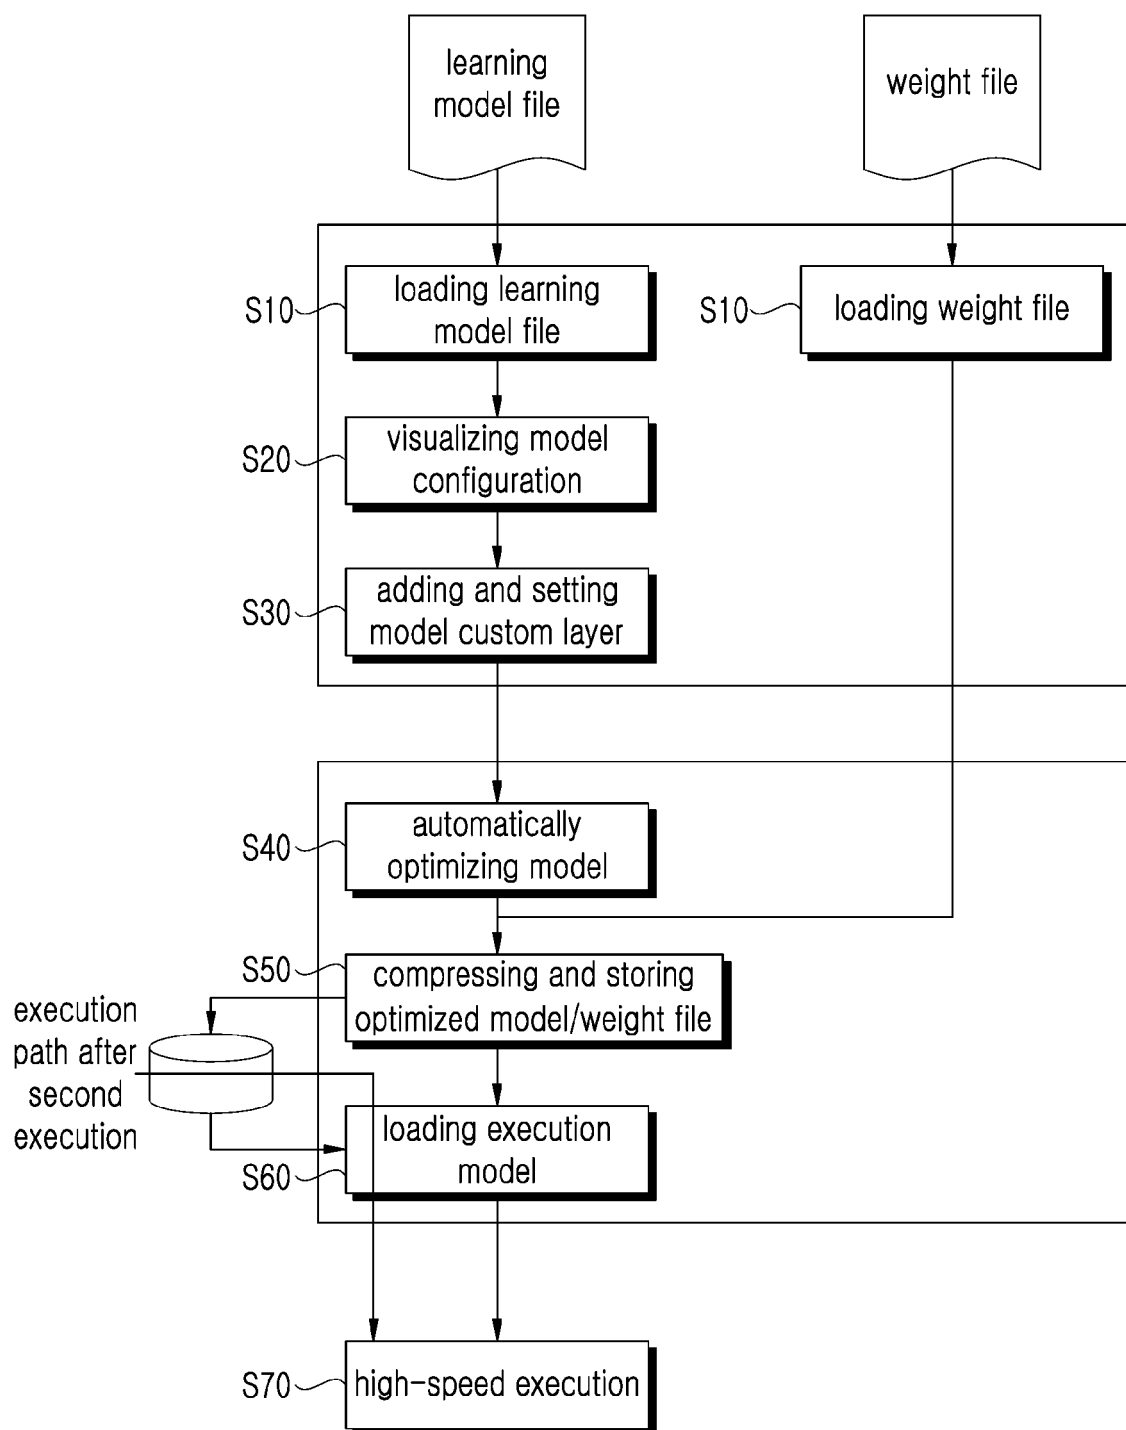 learning
model file
weight file
S10
loading learning
model file
S10
loading weight file
S20
visualizing model
configuration
S30
adding and setting
model custom layer
S40
automatically
optimizing model
S50
compressing and storing
optimized model/weight file
execution
path after
second
execution
S60
loading execution
model
S70
high-speed execution